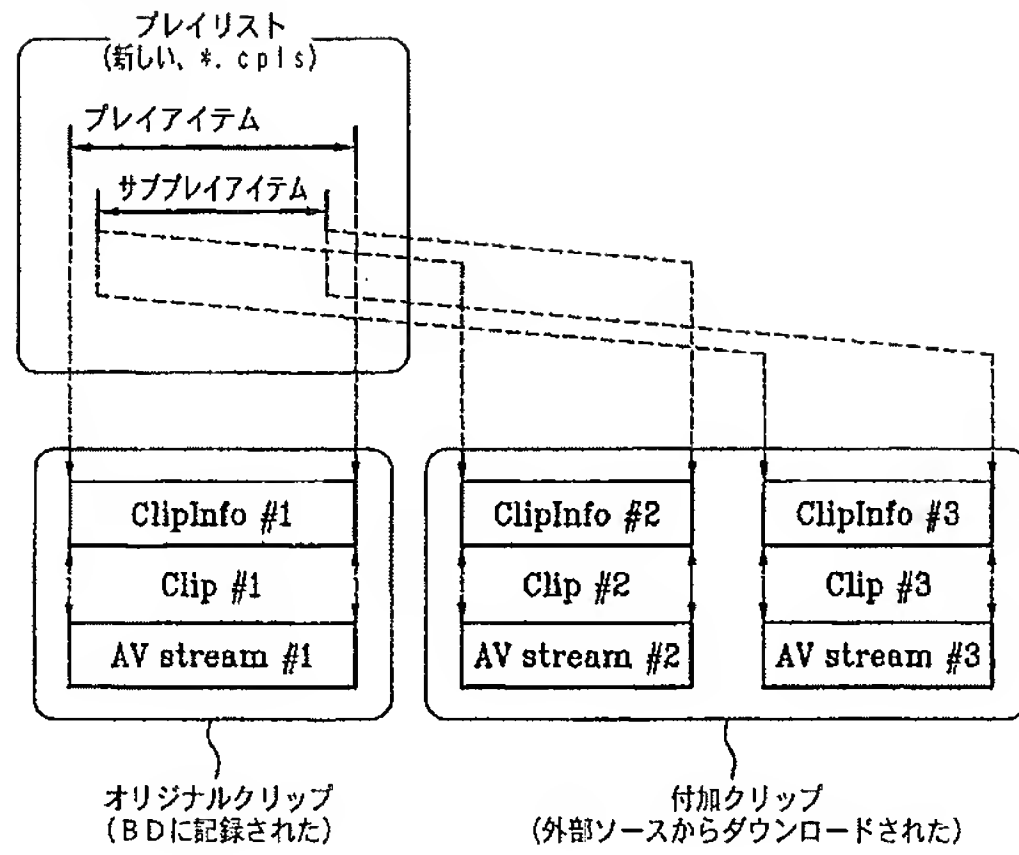 プレイリスト
(新しい、*. cpls)
プレイアイテム
サブプレイアイテム
ClipInfo #1
Clip #1
AV stream #1
ClipInfo #2
Clip #2
AV stream #2
ClipInfo #3
Clip #3
AV stream #3
オリジナルクリップ
(BDに記録された)
付加クリップ
(外部ソースからダウンロードされた)